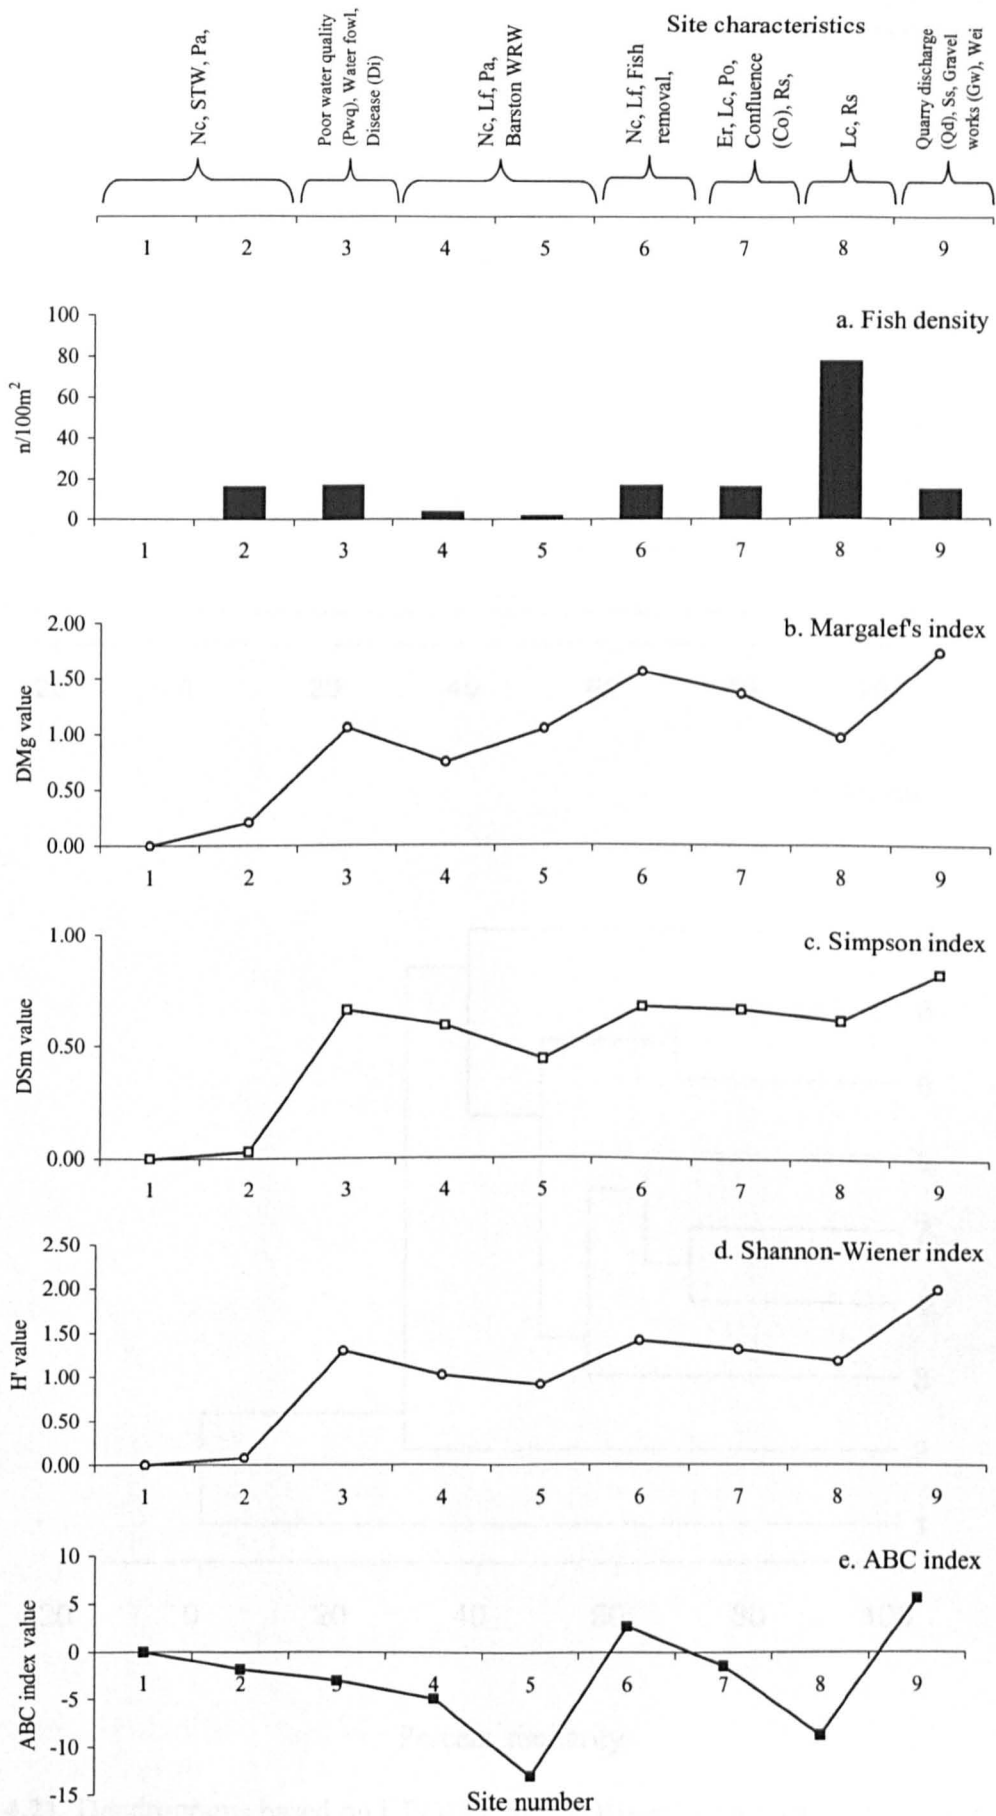 Site characteristics
Nc, STW, Pa,
Poor water quality
(Pwq), Water fowl,
Disease (Di)
Nc, Lf, Pa,
Barston WRW
Nc, Lf, Fish
removal,
Er, Lc, Po,
Confluence
(Co), Rs,
Lc, Rs
Quarry discharge
(Qd), Ss, Gravel
works (Gw), Wei
1 2 3 4 5 6 7 8 9
a. Fish density
n/100m²
100
80
60
40
20
0
1 2 3 4 5 6 7 8 9
b. Margalef's index
DMg value
2.00
1.50
1.00
0.50
0.00
1 2 3 4 5 6 7 8 9
c. Simpson index
DSm value
1.00
0.50
0.00
1 2 3 4 5 6 7 8 9
d. Shannon-Wiener index
H' value
2.50
2.00
1.50
1.00
0.50
0.00
1 2 3 4 5 6 7 8 9
e. ABC index
ABC index value
10
5
0
-5
-10
-15
1 2 3 4 5 6 7 8 9
Site number